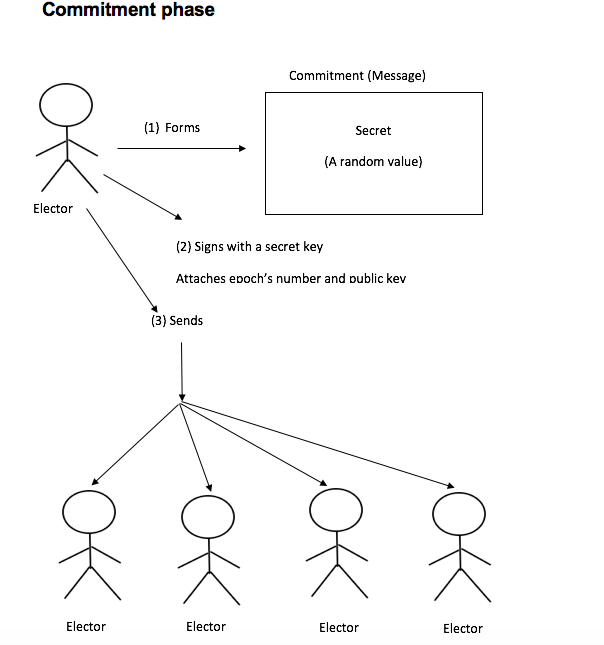 Commitment phase
Commitment (Message)
(1) Forms
Secret
(A random value)
Elector
(2) Signs with a secret key
Attaches epoch's number and public key
(3) Sends
Elector
Elector
Elector
Elector